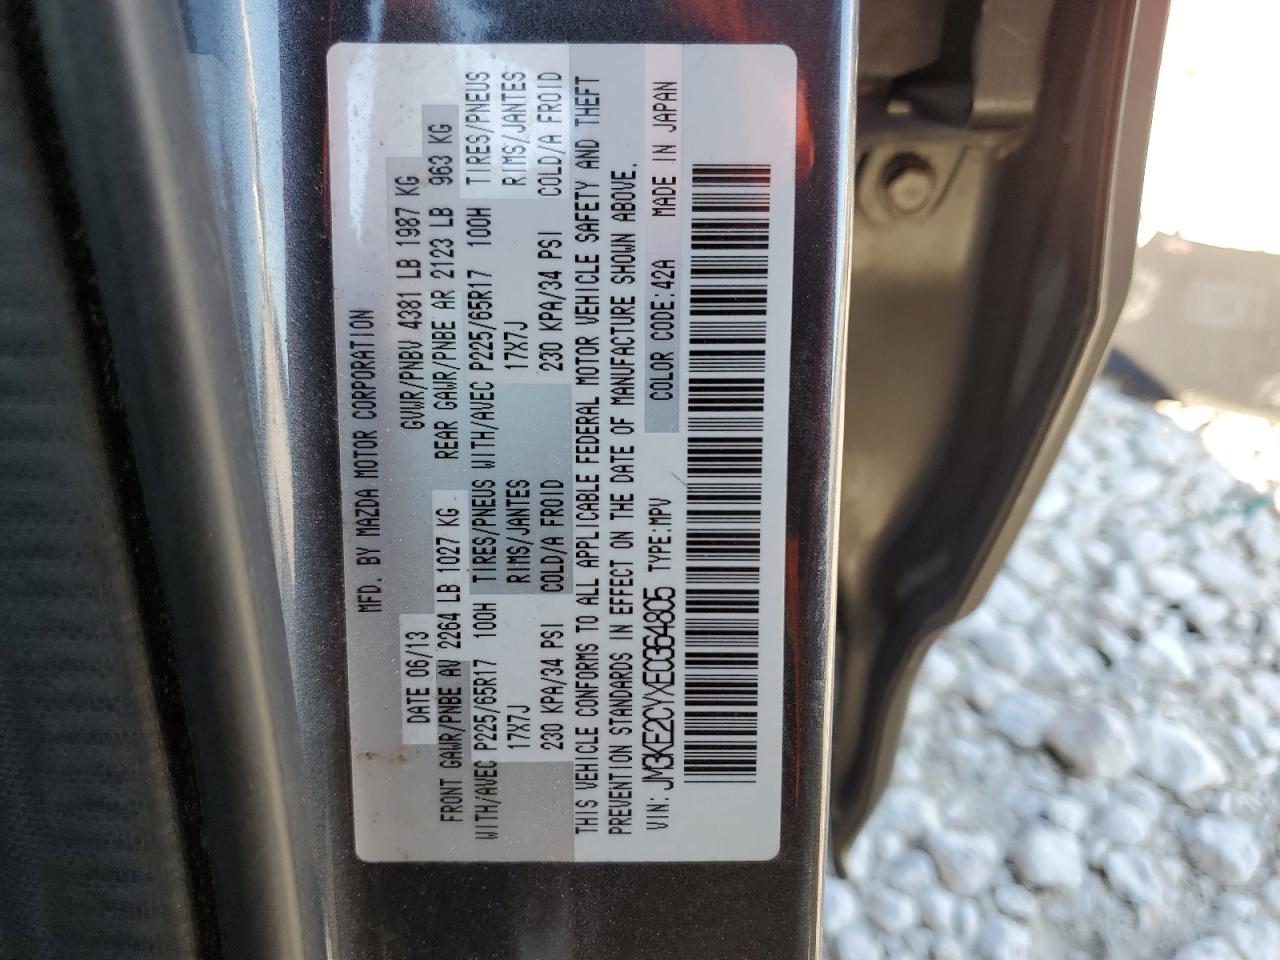 MFD. BY MAZDA MOTOR CORPORATION
DATE 06/13 GVWR/PNBV 4381 LB 1987 KG
FRONT GAWR/PNBE AV 2264 LB 1027 KG REAR GAWR/PNBE AR 2123 LB 963 KG
WITH/AVEC P225/65R17 100H TIRES/PNEUS WITH/AVEC P225/65R17 100H TIRES/PNEUS
17X7J RIMS/JANTES 17X7J RIMS/JANTES
230 KPA/34 PSI COLD/A FROID 230 KPA/34 PSI COLD/A FROID
THIS VEHICLE CONFORMS TO ALL APPLICABLE FEDERAL MOTOR VEHICLE SAFETY AND THEFT
PREVENTION STANDARDS IN EFFECT ON THE DATE OF MANUFACTURE SHOWN ABOVE.
VIN: JM3KE2CYXE0364805 TYPE:MPV COLOR CODE:42A MADE IN JAPAN